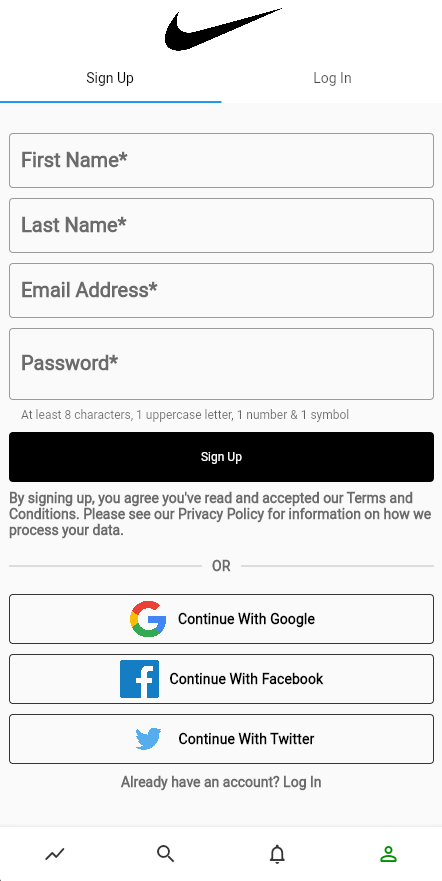 Sign Up
Log In
First Name*
Last Name*
Email Address*
Password*
At least 8 characters, 1 uppercase letter, 1 number & 1 symbol
Sign Up
By signing up, you agree you've read and accepted our Terms and
Conditions. Please see our Privacy Policy for information on how we
process your data.
OR
Continue With Google
Continue With Facebook
Continue With Twitter
Already have an account? Log In